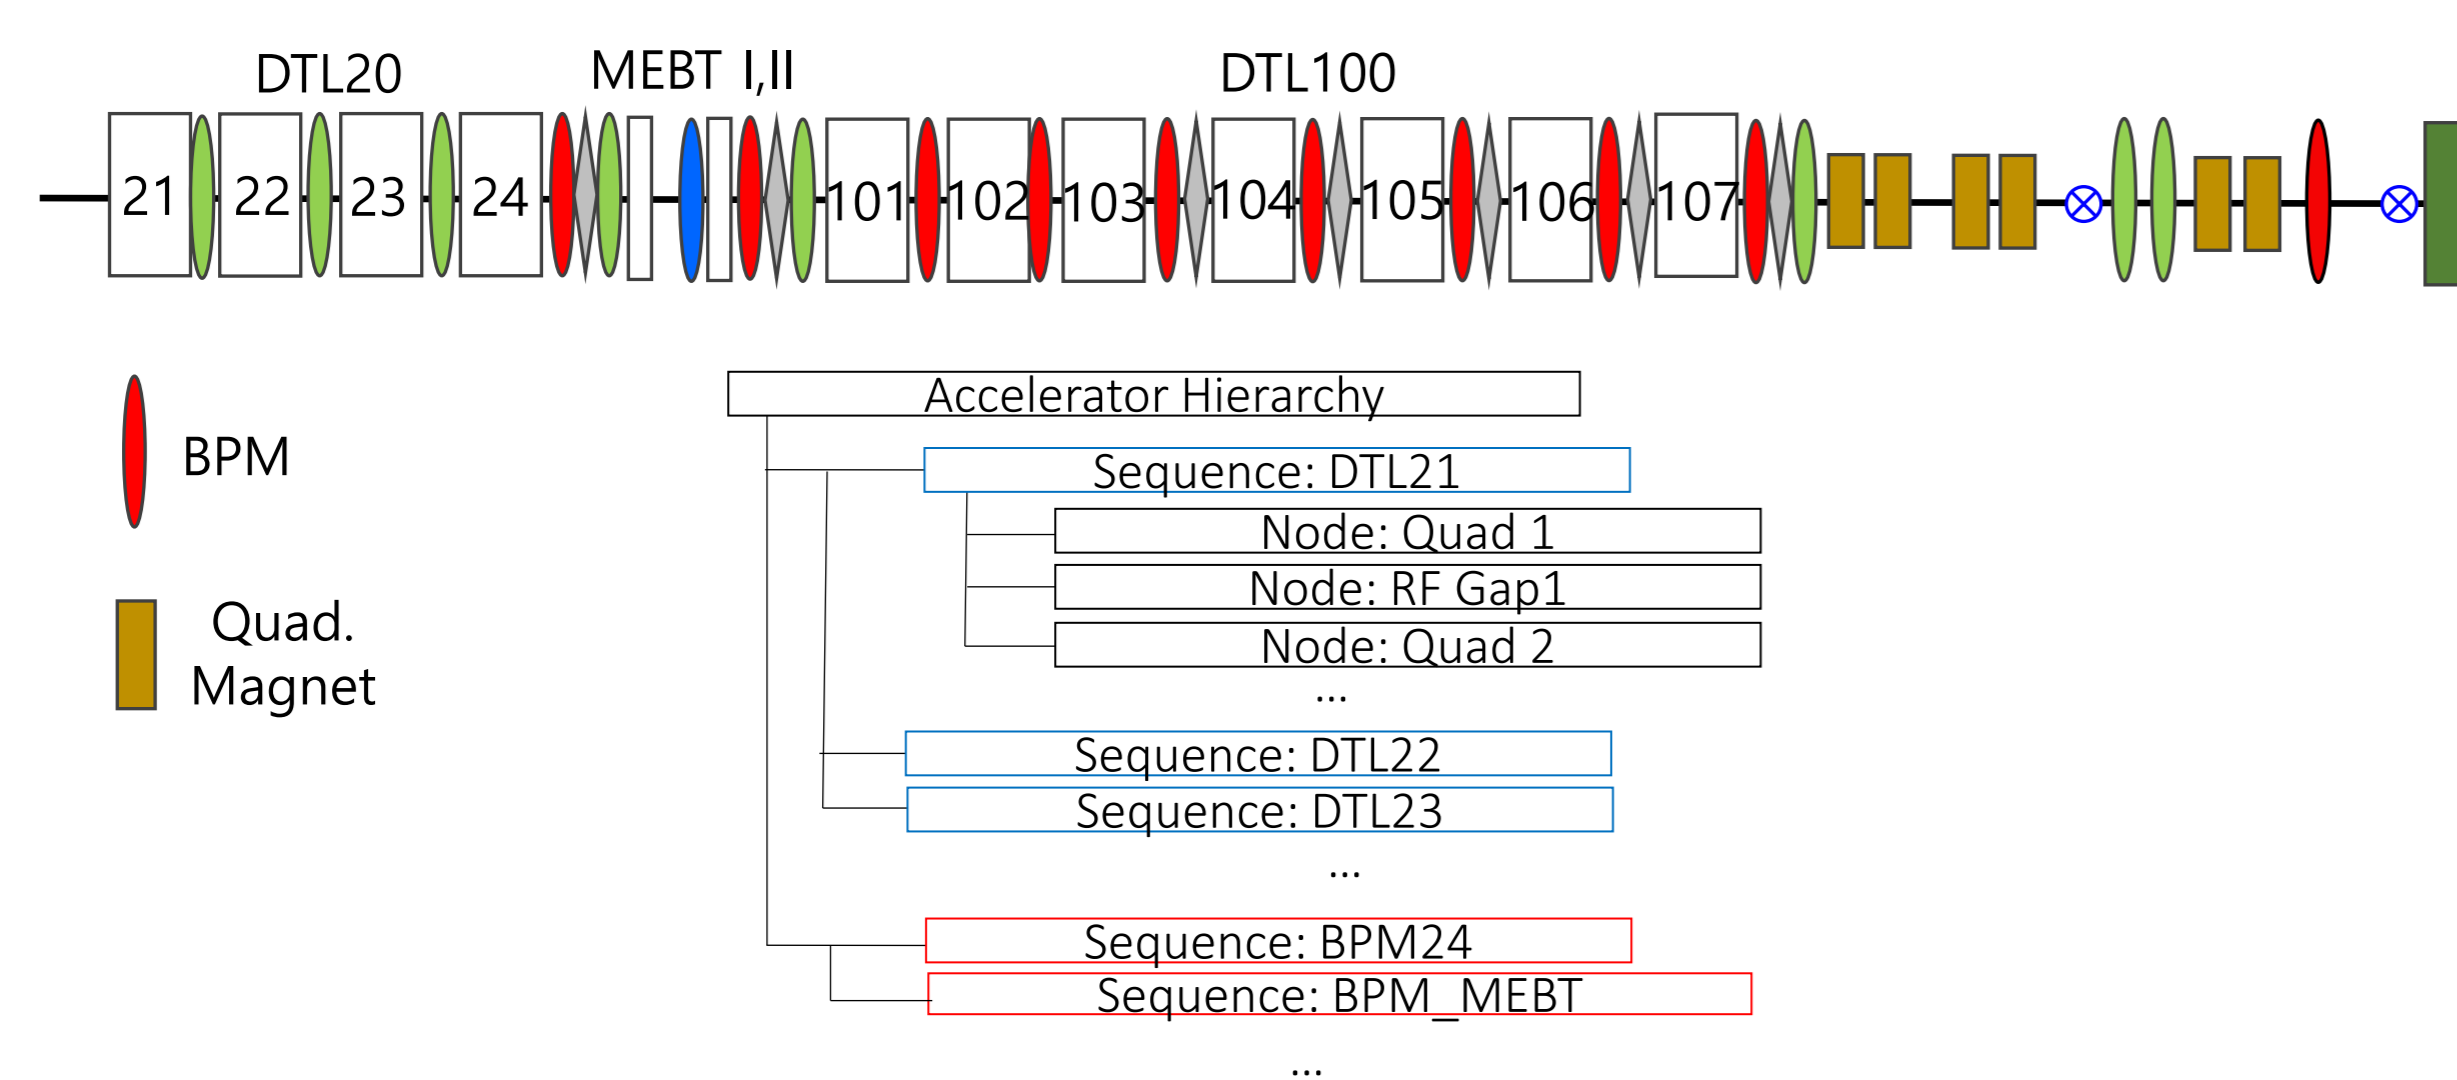 DTL20
MEBT I,II
DTL100
21
22
23
24
101
102
103
104
105
106
107
BPM
Quad.
Magnet
Accelerator Hierarchy
Sequence: DTL21
Node: Quad 1
Node: RF Gap1
Node: Quad 2
...
Sequence: DTL22
Sequence: DTL23
...
Sequence: BPM24
Sequence: BPM_MEBT
...